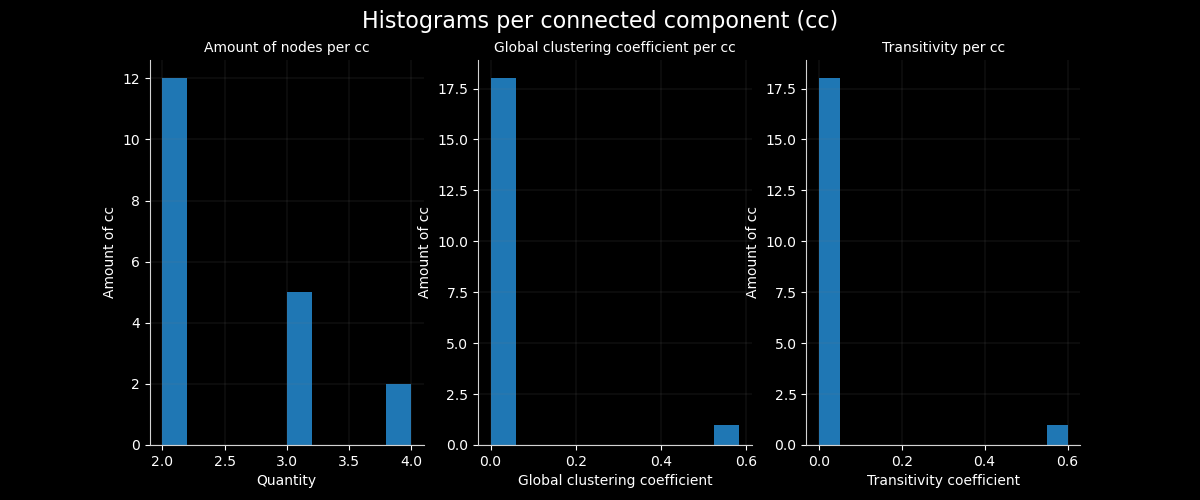 Histograms per connected component (cc)
Amount of nodes per cc
Global clustering coefficient per cc
Transitivity per cc
Amount of cc
12
10
8
6
4
2
0
2.0 2.5 3.0 3.5 4.0
Quantity
Amount of cc
17.5
15.0
12.5
10.0
7.5
5.0
2.5
0.0
0.0 0.2 0.4 0.6
Global clustering coefficient
Amount of cc
17.5
15.0
12.5
10.0
7.5
5.0
2.5
0.0
0.0 0.2 0.4 0.6
Transitivity coefficient